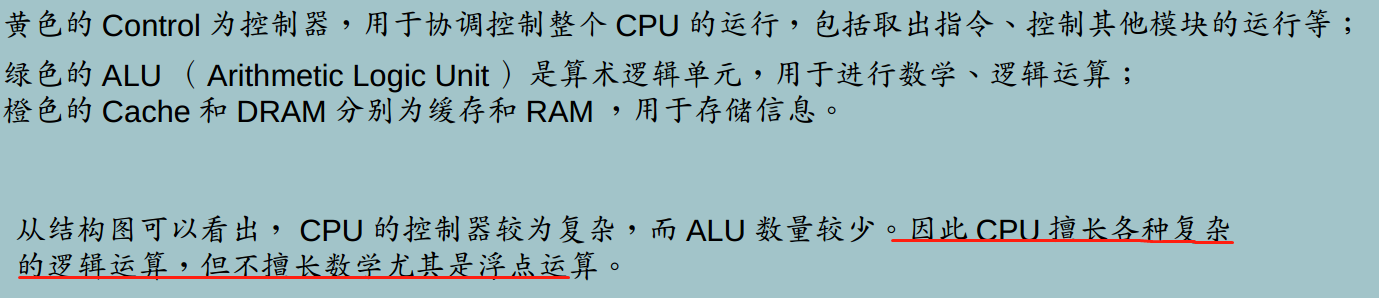 黄色的 Control 为控制器，用于协调控制整个 CPU 的运行，包括取出指令、控制其他模块的运行等；
绿色的 ALU （ Arithmetic Logic Unit ）是算术逻辑单元，用于进行数学、逻辑运算；
橙色的 Cache 和 DRAM 分别为缓存和 RAM ，用于存储信息。
从结构图可以看出， CPU 的控制器较为复杂，而 ALU 数量较少。因此 CPU 擅长各种复杂
的逻辑运算，但不擅长数学尤其是浮点运算。